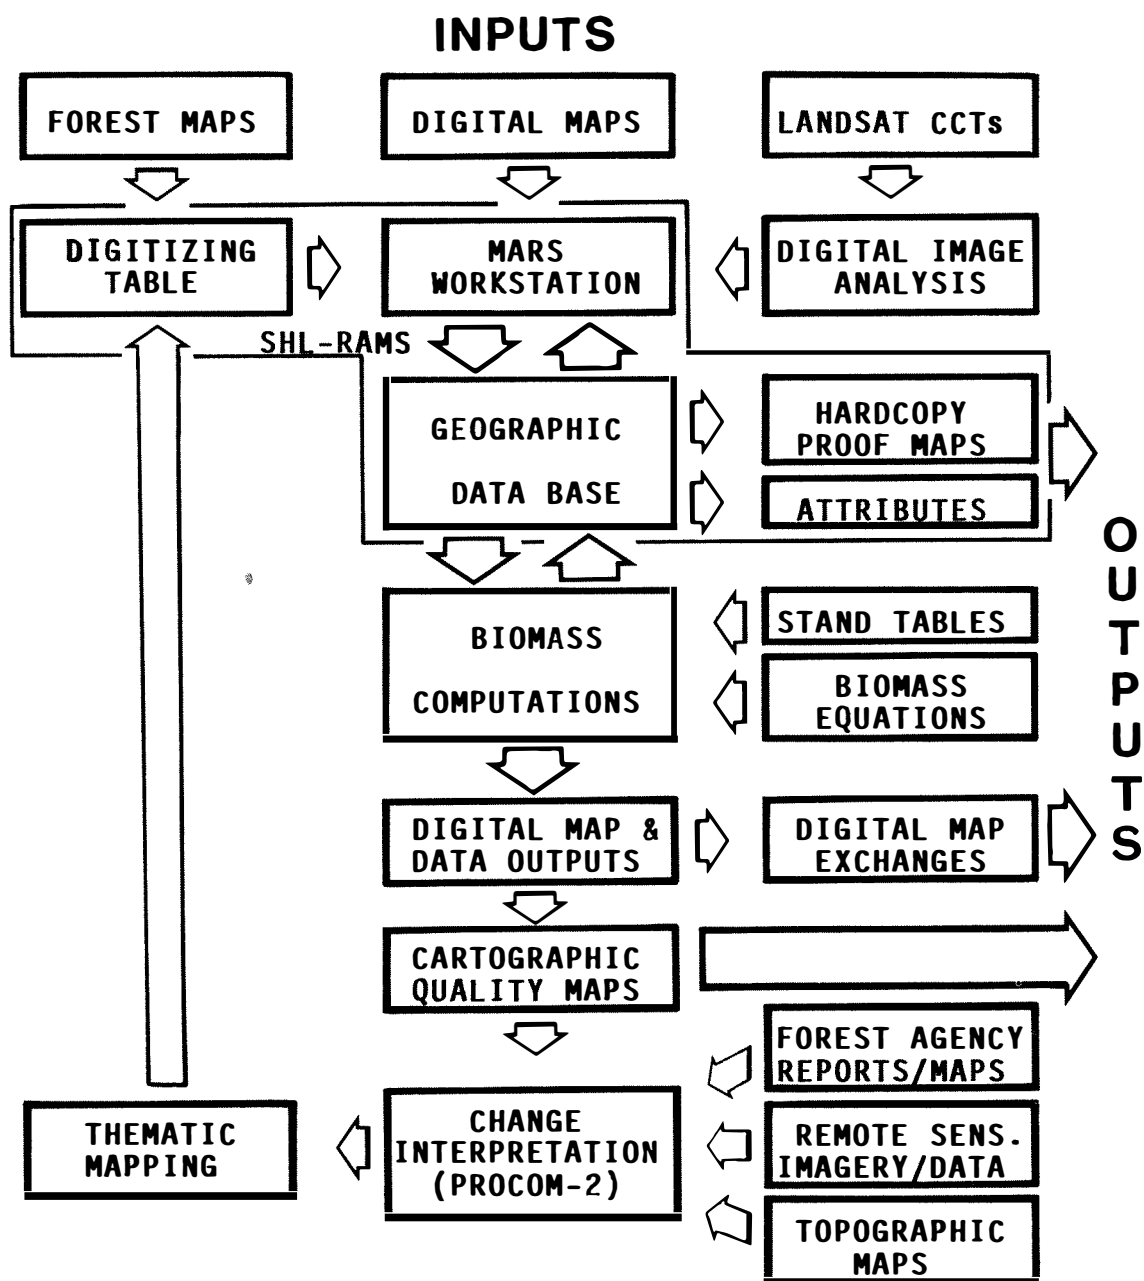 INPUTS
FOREST MAPS
DIGITAL MAPS
LANDSAT CCTs
DIGITIZING
TABLE
MARS
WORKSTATION
DIGITAL IMAGE
ANALYSIS
SHL-RAMS
GEOGRAPHIC
DATA BASE
HARDCOPY
PROOF MAPS
ATTRIBUTES
OUTPUTS
BIOMASS
COMPUTATIONS
STAND TABLES
BIOMASS
EQUATIONS
DIGITAL MAP &
DATA OUTPUTS
DIGITAL MAP
EXCHANGES
CARTOGRAPHIC
QUALITY MAPS
FOREST AGENCY
REPORTS/MAPS
THEMATIC
MAPPING
CHANGE
INTERPRETATION
(PROCOM-2)
REMOTE SENS.
IMAGERY/DATA
TOPOGRAPHIC
MAPS